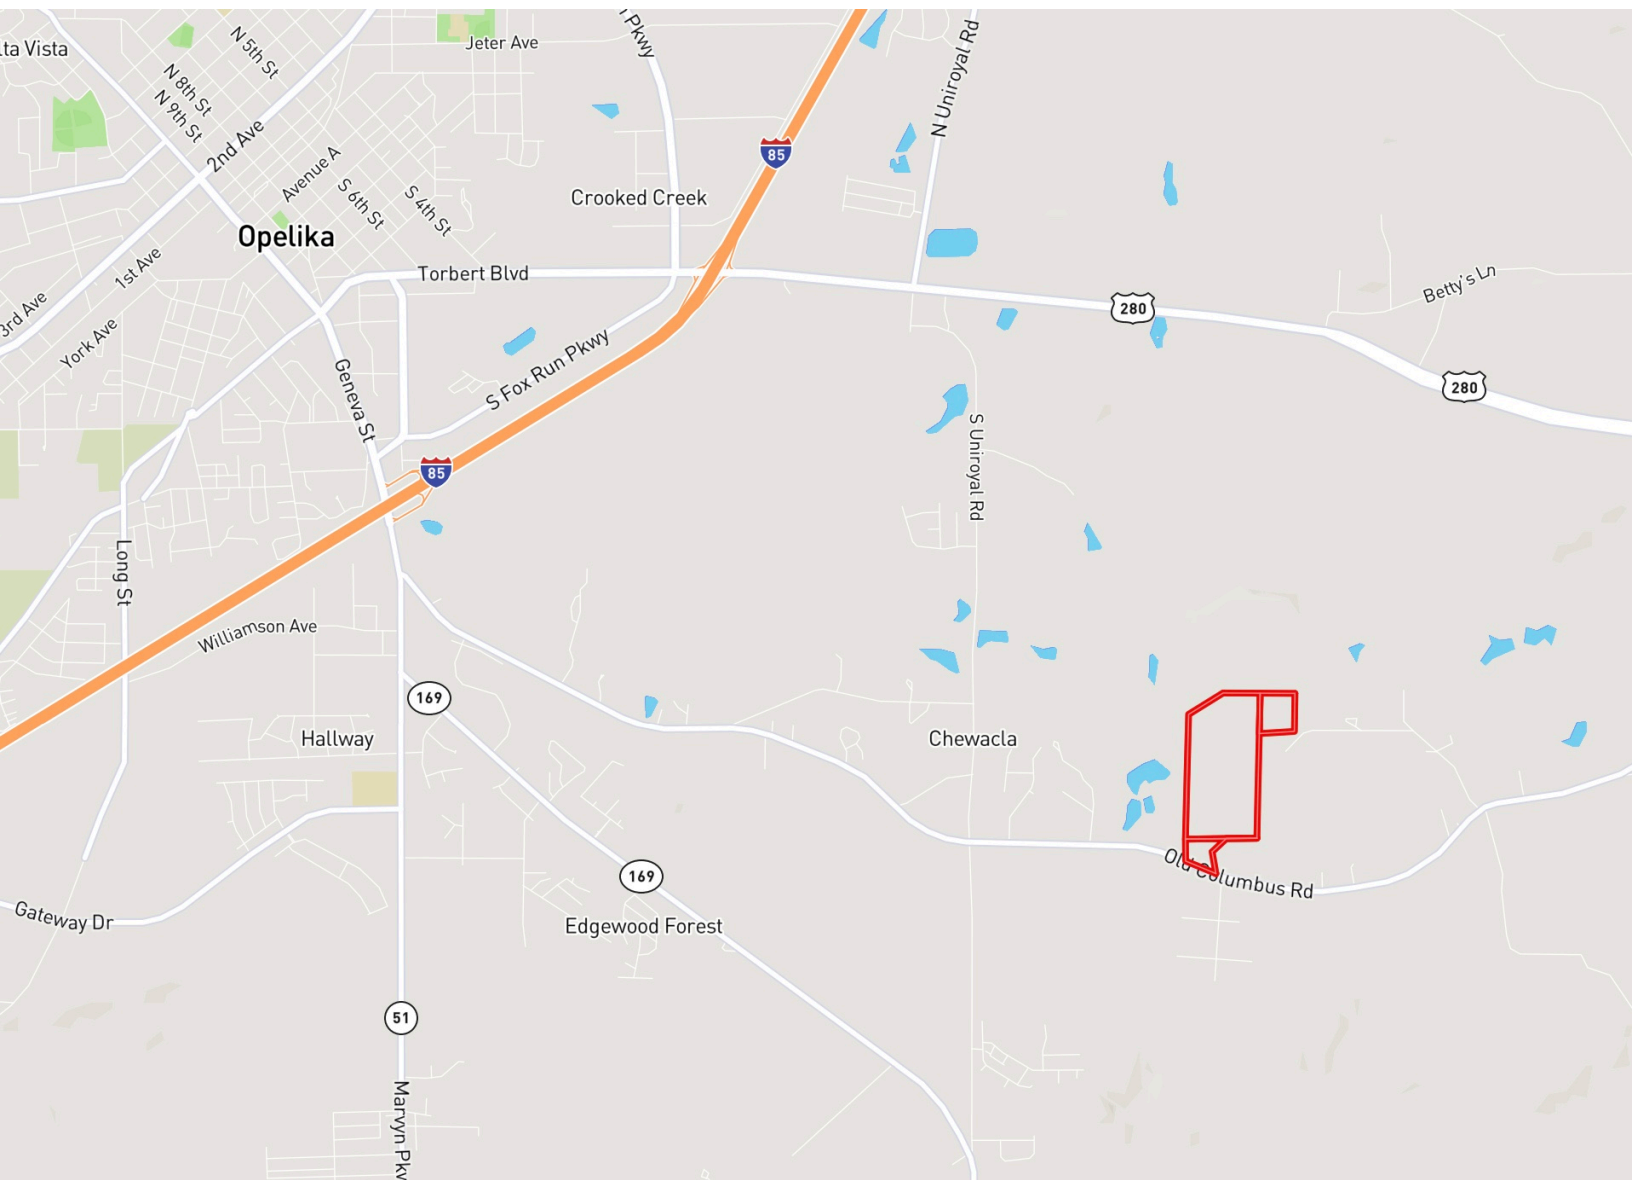 lta Vista
N 5th St
Jeter Ave
Pkwy
N Uniroyal Rd
N 8th St
N 9th St
2nd Ave
85
Avenue A
S 6th St
S 4th St
Crooked Creek
Opelika
1st Ave
Torbert Blvd
Betty's Ln
280
3rd Ave
York Ave
Geneva St
S Fox Run Pkwy
280
85
S Uniroyal Rd
Long St
Williamson Ave
169
Hallway
Chewacla
169
Old Columbus Rd
Gateway Dr
Edgewood Forest
51
Marvyn Pkw